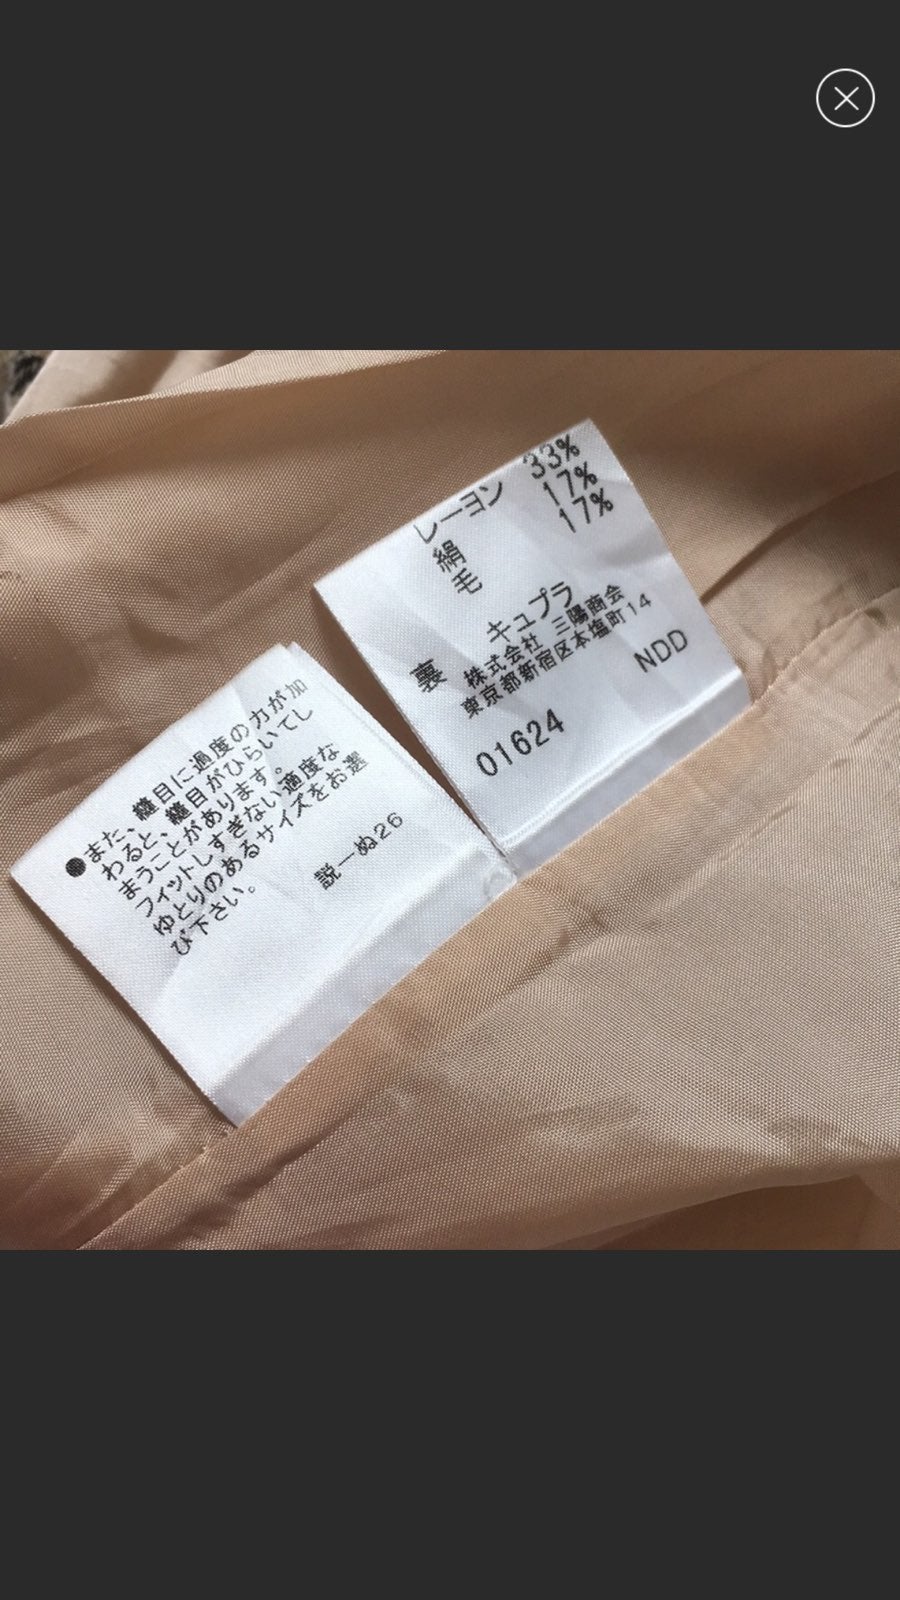 ●また、縫目に過度の力が加
わると、縫目がひらいてし
まうことがあります。
フィットしすぎない適度な
ゆとりのあるサイズをお選
び下さい。
説－ぬ26
レーヨン 33%
絹 17%
毛 17%
裏 キュプラ
株式会社 三陽商会
東京都新宿区本塩町14
NDD
01624